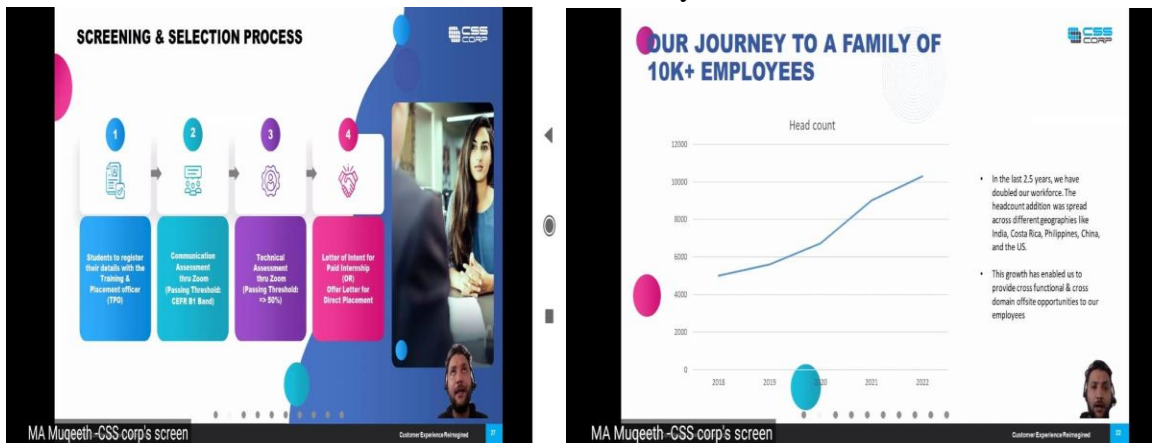 SCREENING & SELECTION PROCESS
CSS
CORP
1
2
3
4
Students to register
their details with the
Training &
Placement officer
(TPO)
Communication
Assessment
thru Zoom
(Passing Threshold:
CEFR B1 Band)
Technical
Assessment
thru Zoom
(Passing Threshold:
=> 50%)
Letter of Intent for
Paid Internship
(OR)
Offer Letter for
Direct Placement
MA Muqeeth -CSS corp's screen
Customer Experience Reimagined
27
OUR JOURNEY TO A FAMILY OF
10K+ EMPLOYEES
CSS
CORP
Head count
12000
10000
8000
6000
4000
2000
0
2018 2019 2020 2021 2022
• In the last 2.5 years, we have
doubled our workforce. The
headcount addition was spread
across different geographies like
India, Costa Rica, Philippines, China,
and the US.
• This growth has enabled us to
provide cross functional & cross
domain offsite opportunities to our
employees
MA Muqeeth -CSS corp's screen
Customer Experience Reimagined